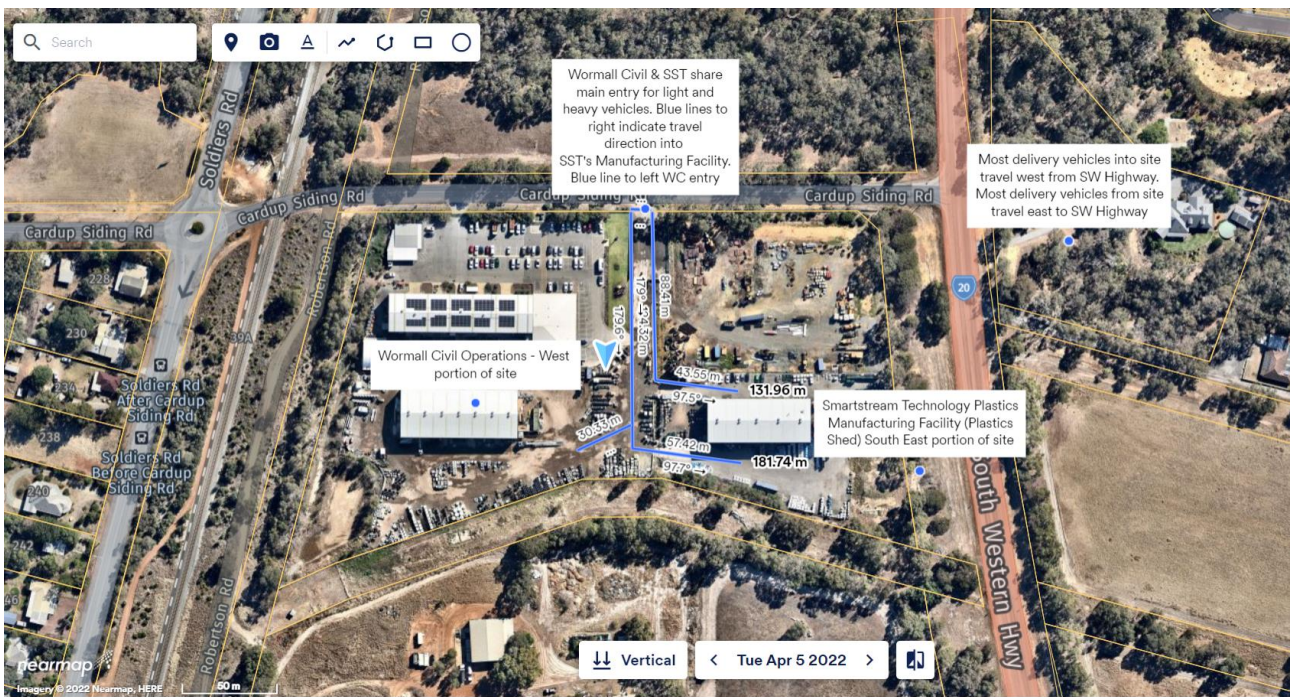 Search
A
Wormall Civil & SST share
main entry for light and
heavy vehicles. Blue lines to
right indicate travel
direction into
SST's Manufacturing Facility.
Blue line to left WC entry
Most delivery vehicles into site
travel west from SW Highway.
Most delivery vehicles from site
travel east to SW Highway
Soldiers Rd
Cardup Siding Rd
Cardup Siding Rd
Cardup Siding Rd
Cardup Siding Rd
Robertson Rd
20
228
230
39A
234
238
240
46
88.41 m
179.6°
43.55 m
97.5° →
131.96 m
Wormall Civil Operations - West
portion of site
Soldiers Rd
After Cardup
Siding Rd
Soldiers Rd
Before Cardup
Siding Rd
Smartstream Technology Plastics
Manufacturing Facility (Plastics
Shed) South East portion of site
30.33 m
57.42 m
97.7° →
181.74 m
South Western Hwy
Robertson Rd
nearmap
Imagery © 2022 Nearmap, HERE
50 m
Vertical
Tue Apr 5 2022